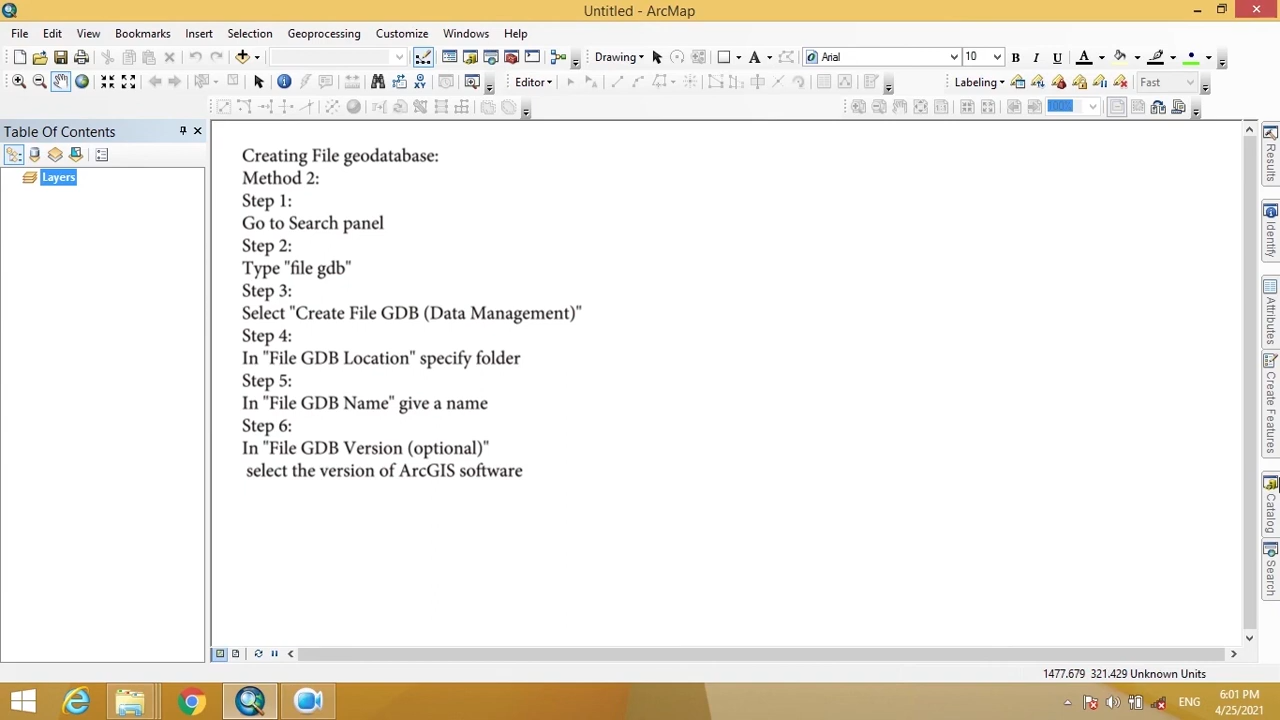 Untitled - ArcMap
File Edit View Bookmarks Insert Selection Geoprocessing Customize Windows Help
Drawing Arial 10 B I U A
Editor Labeling Fast
100%
Table Of Contents
Layers
Creating File geodatabase:
Method 2:
Step 1:
Go to Search panel
Step 2:
Type "file gdb"
Step 3:
Select "Create File GDB (Data Management)"
Step 4:
In "File GDB Location" specify folder
Step 5:
In "File GDB Name" give a name
Step 6:
In "File GDB Version (optional)"
select the version of ArcGIS software
Results
Identify
Attributes
Create Features
Catalog
Search
1477.679 321.429 Unknown Units
ENG
6:01 PM
4/25/2021